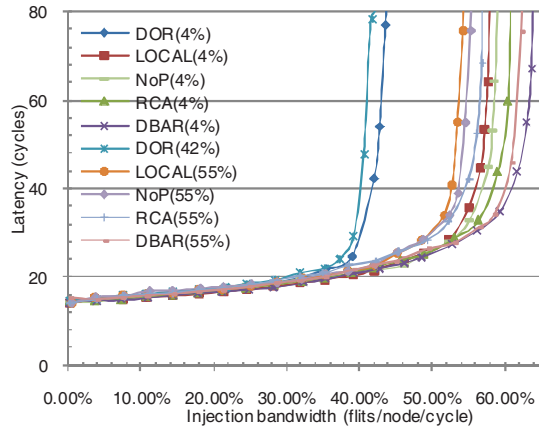 80
60
40
20
0
Latency (cycles)
DOR(4%)
LOCAL(4%)
NoP(4%)
RCA(4%)
DBAR(4%)
DOR(42%)
LOCAL(55%)
NoP(55%)
RCA(55%)
DBAR(55%)
0.00% 10.00% 20.00% 30.00% 40.00% 50.00% 60.00%
Injection bandwidth (flits/node/cycle)